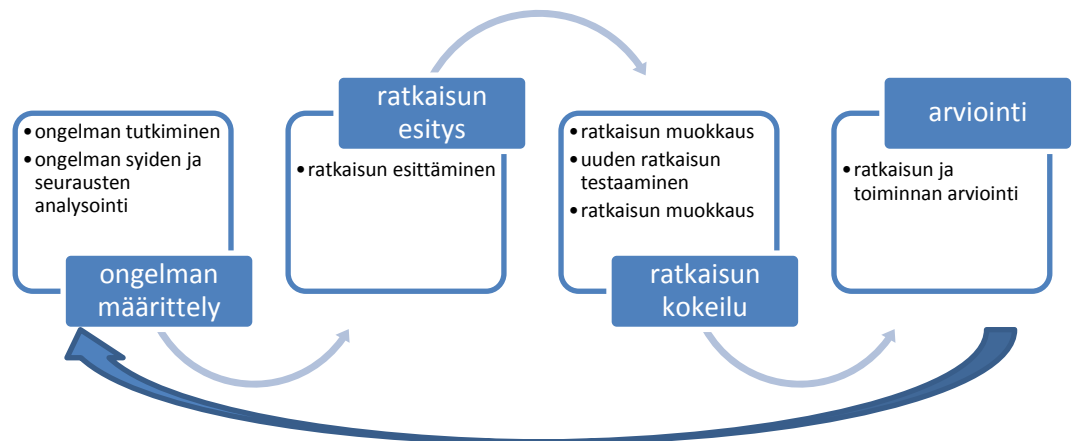 • ongelman tutkiminen
• ongelman syiden ja
seurausten
analysointi
ongelman
määrittely
ratkaisun
esitys
• ratkaisun esittäminen
• ratkaisun muokkaus
• uuden ratkaisun
testaaminen
• ratkaisun muokkaus
ratkaisun
kokeilu
arviointi
• ratkaisun ja
toiminnan arviointi